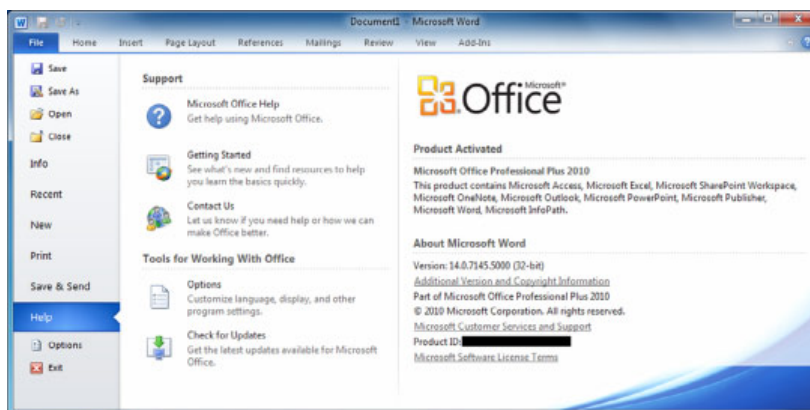 Document1 - Microsoft Word
File Home Insert Page Layout References Mailings Review View Add-Ins
Save
Save As
Open
Close
Info
Recent
New
Print
Save & Send
Help
Options
Exit
Support
Microsoft Office Help
Get help using Microsoft Office.
Getting Started
See what's new and find resources to help
you learn the basics quickly.
Contact Us
Let us know if you need help or how we can
make Office better.
Tools for Working With Office
Options
Customize language, display, and other
program settings.
Check for Updates
Get the latest updates available for Microsoft
Office.
Microsoft®
Office
Product Activated
Microsoft Office Professional Plus 2010
This product contains Microsoft Access, Microsoft Excel, Microsoft SharePoint Workspace,
Microsoft OneNote, Microsoft Outlook, Microsoft PowerPoint, Microsoft Publisher,
Microsoft Word, Microsoft InfoPath.
About Microsoft Word
Version: 14.0.7145.5000 (32-bit)
Additional Version and Copyright Information
Part of Microsoft Office Professional Plus 2010
© 2010 Microsoft Corporation. All rights reserved.
Microsoft Customer Services and Support
Product ID:
Microsoft Software License Terms